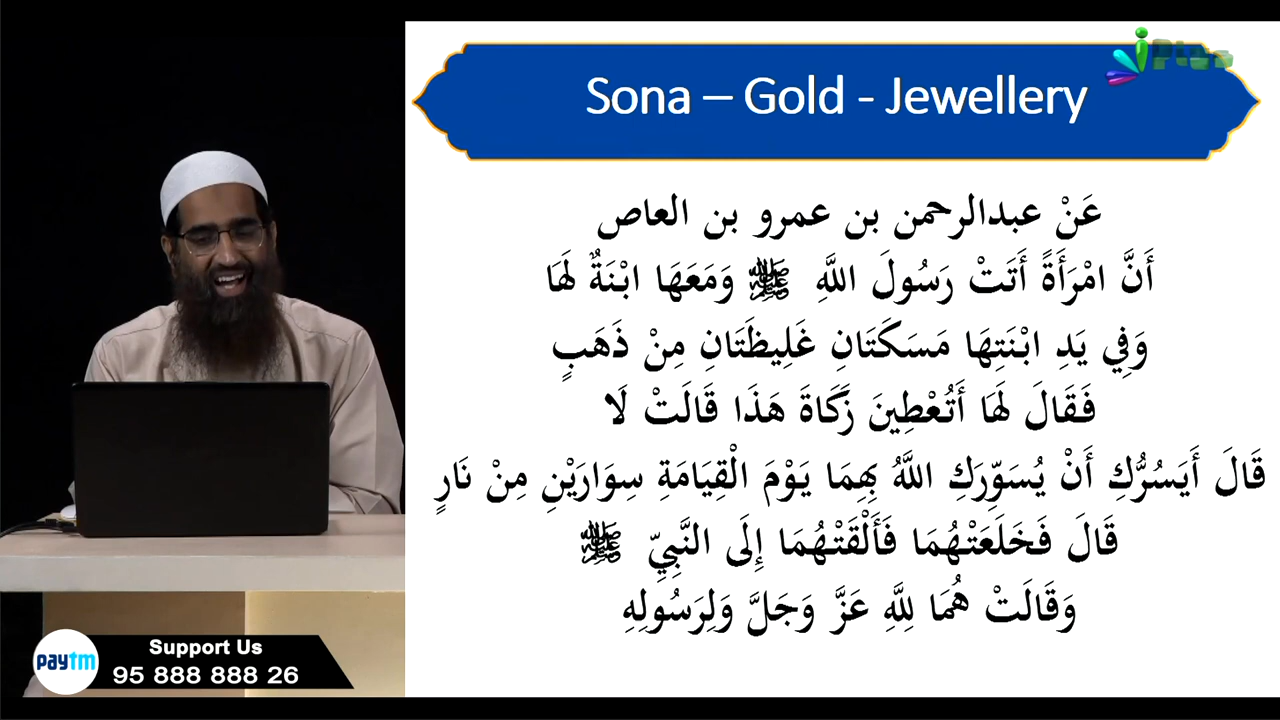 iPlus
Sona – Gold - Jewellery
عَنْ عبدالرحمن بن عمرو بن العاص
أَنَّ امْرَأَةً أَتَتْ رَسُولَ اللَّهِ ﷺ وَمَعَهَا ابْنَةٌ لَهَا
وَفِي يَدِ ابْنَتِهَا مَسَكَتَانِ غَلِيظَتَانِ مِنْ ذَهَبٍ
فَقَالَ لَهَا أَتُعْطِينَ زَكَاةَ هَذَا قَالَتْ لَا
قَالَ أَيَسُرُّكِ أَنْ يُسَوِّرَكِ اللَّهُ بِهِمَا يَوْمَ الْقِيَامَةِ سِوَارَيْنِ مِنْ نَارٍ
قَالَ فَخَلَعَتْهُمَا فَأَلْقَتْهُمَا إِلَى النَّبِيِّ ﷺ
وَقَالَتْ هُمَا لِلَّهِ عَزَّ وَجَلَّ وَلِرَسُولِهِ
paytm
Support Us
95 888 888 26